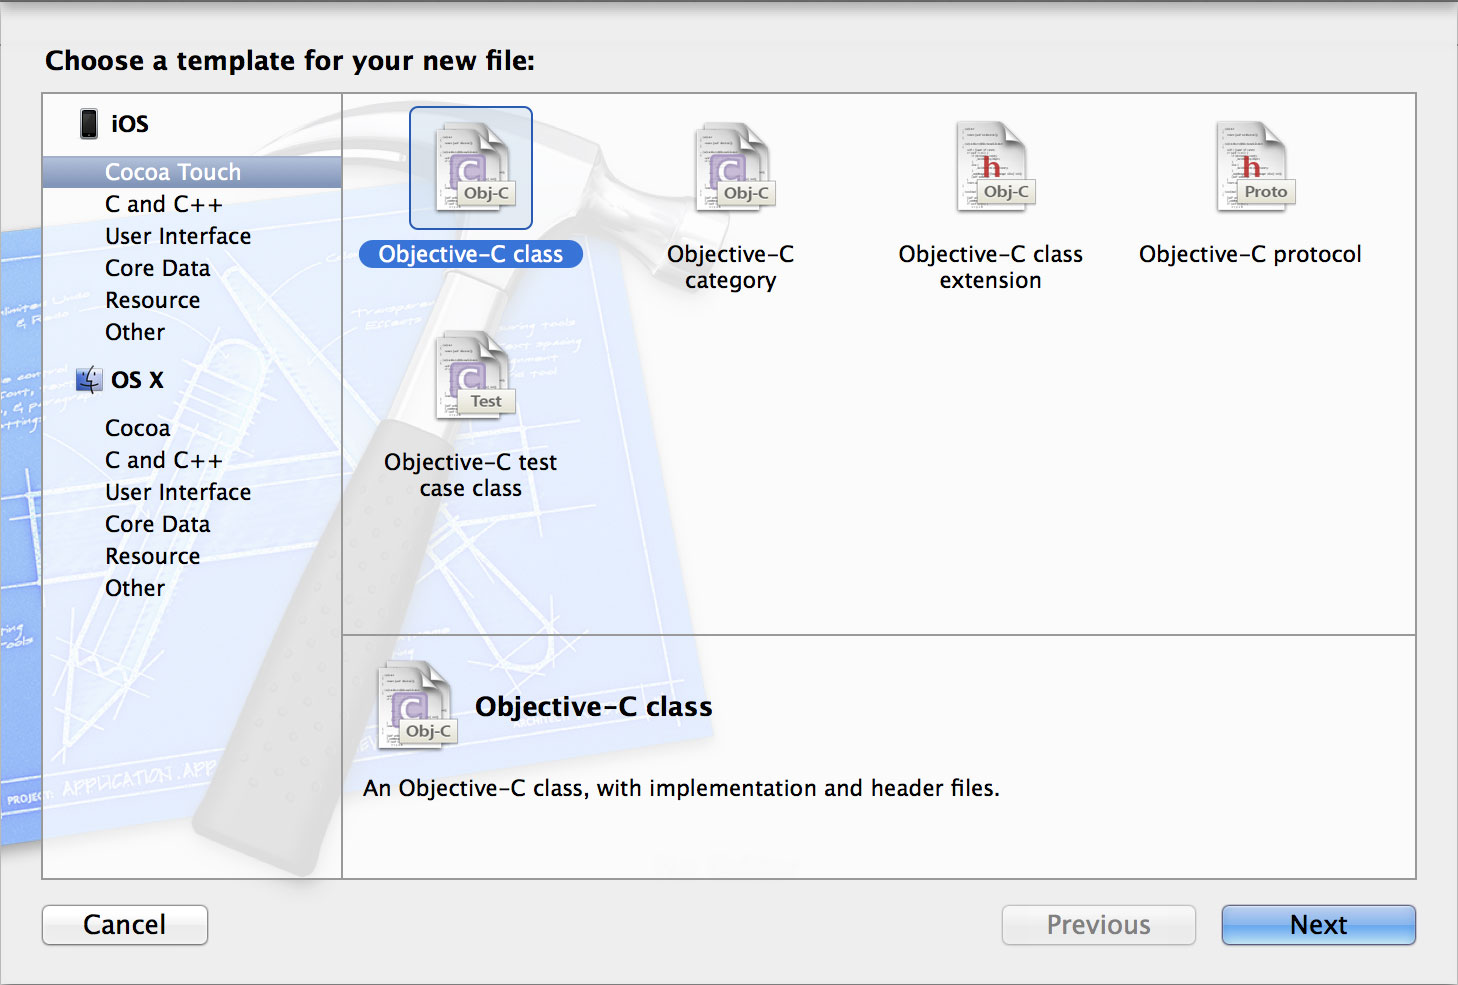 Choose a template for your new file:
iOS
Cocoa Touch
C and C++
User Interface
Core Data
Resource
Other
OS X
Cocoa
C and C++
User Interface
Core Data
Resource
Other
Obj-C
Objective-C class
Obj-C
Objective-C
category
Obj-C
Objective-C class
extension
Proto
Objective-C protocol
Test
Objective-C test
case class
Obj-C
Objective-C class
An Objective-C class, with implementation and header files.
PROJECT: APPLICATION.APP
Cancel
Previous
Next